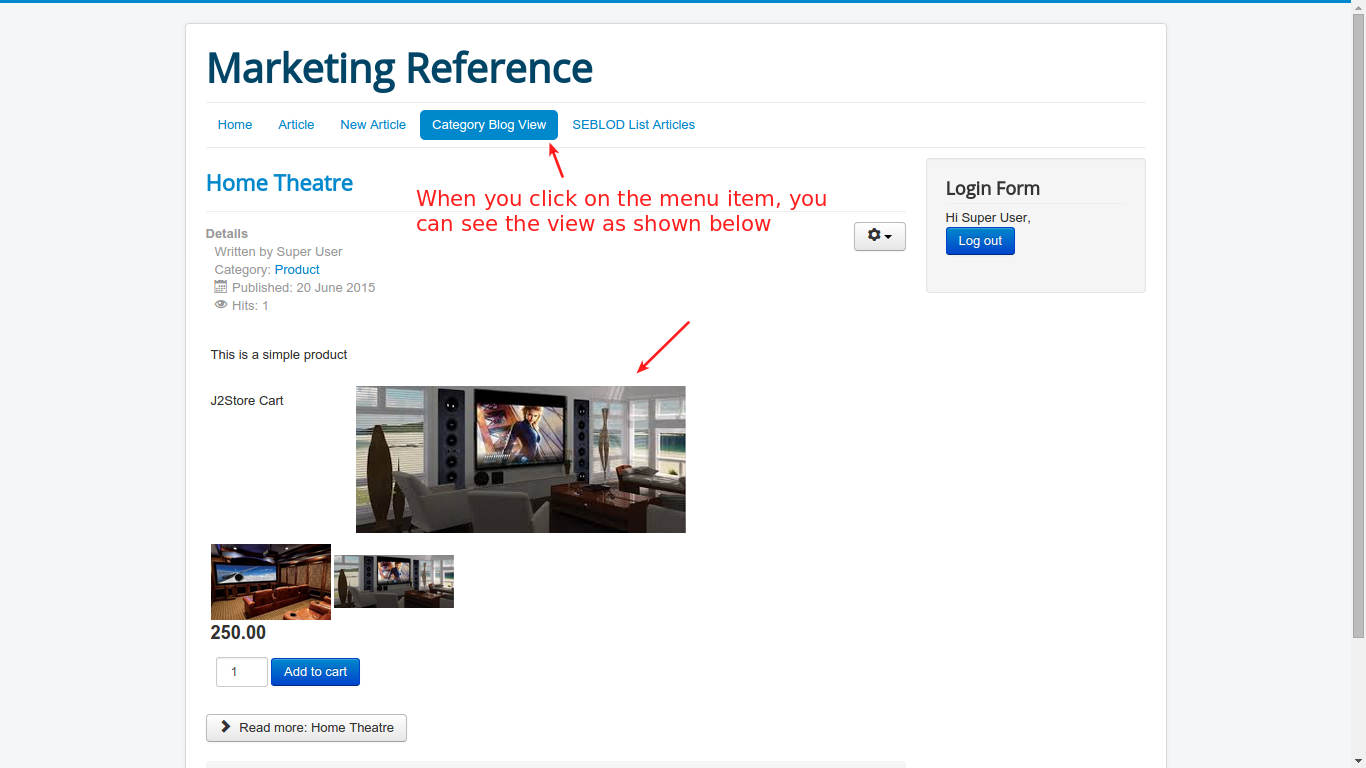 Marketing Reference
Home Article New Article Category Blog View SEBLOD List Articles
Home Theatre
When you click on the menu item, you
can see the view as shown below
Details
Written by Super User
Category: Product
Published: 20 June 2015
Hits: 1
Login Form
Hi Super User,
Log out
This is a simple product
J2Store Cart
250.00
1 Add to cart
Read more: Home Theatre